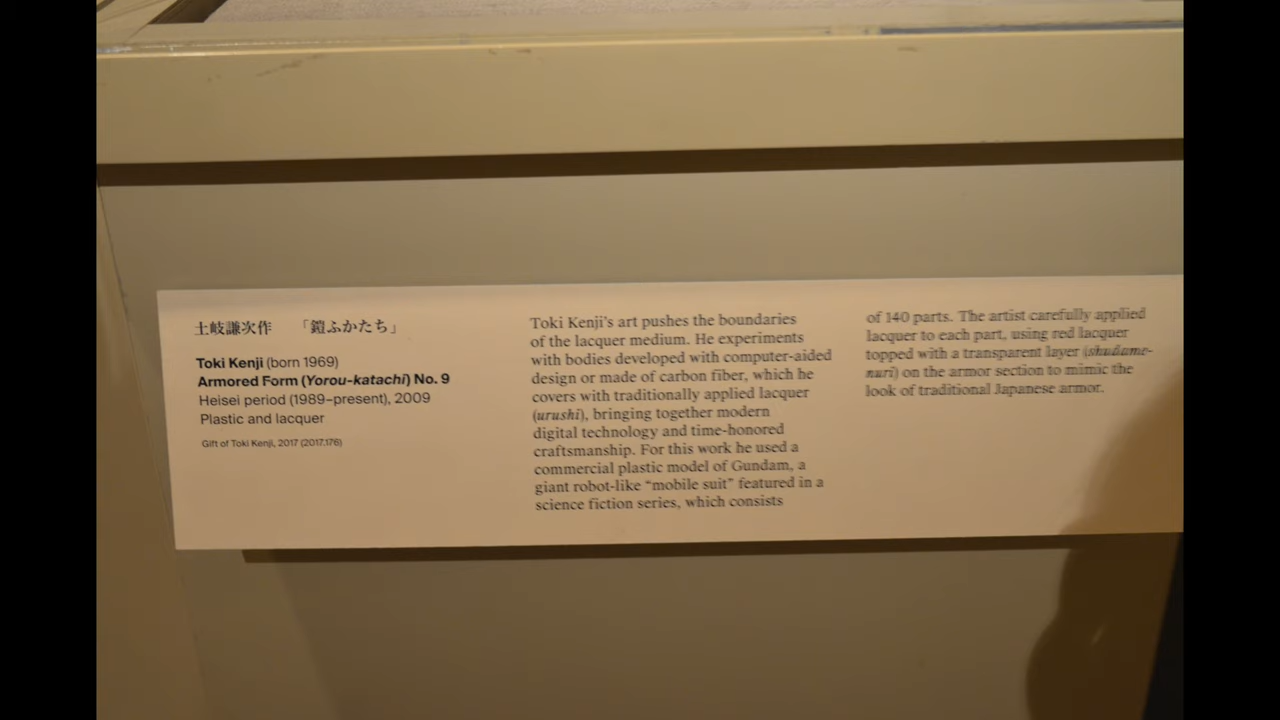 土岐謙次作 「鎧ふかたち」
Toki Kenji (born 1969)
Armored Form (Yorou-katachi) No. 9
Heisei period (1989–present), 2009
Plastic and lacquer
Gift of Toki Kenji, 2017 (2017.176)
Toki Kenji's art pushes the boundaries
of the lacquer medium. He experiments
with bodies developed with computer-aided
design or made of carbon fiber, which he
covers with traditionally applied lacquer
(urushi), bringing together modern
digital technology and time-honored
craftsmanship. For this work he used a
commercial plastic model of Gundam, a
giant robot-like “mobile suit” featured in a
science fiction series, which consists
of 140 parts. The artist carefully applied
lacquer to each part, using red lacquer
topped with a transparent layer (shudame-
nuri) on the armor section to mimic the
look of traditional Japanese armor.